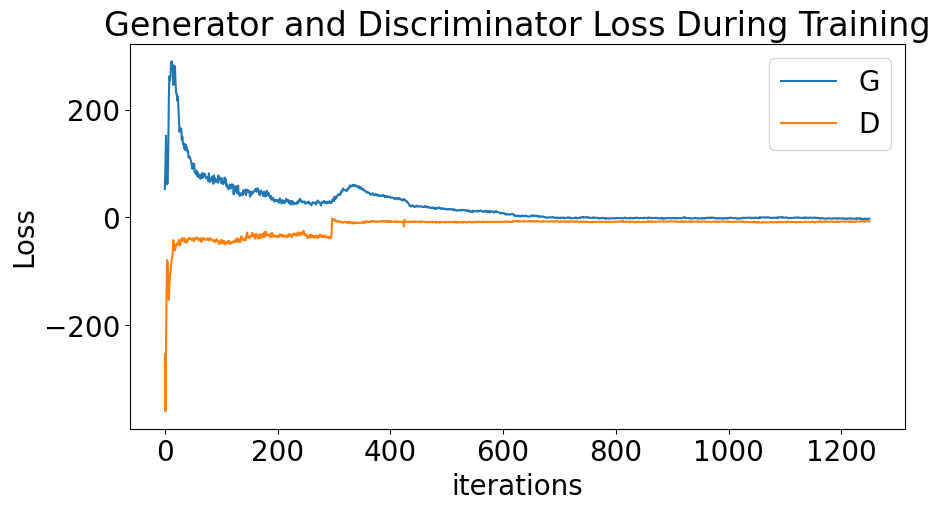 Generator and Discriminator Loss During Training
G
D
200
0
−200
Loss
0 200 400 600 800 1000 1200
iterations